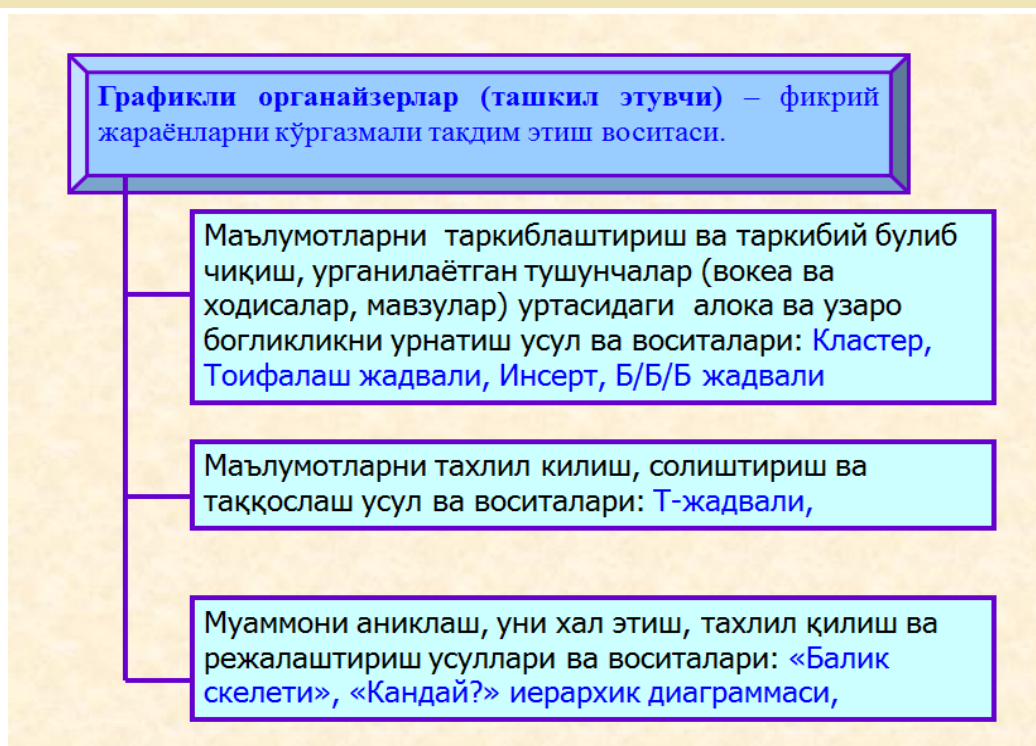 Графикли органайзерлар (ташкил этувчи) – фикрий
жараёнларни кўргазмали тақдим этиш воситаси.
Маълумотларни таркиблаштириш ва таркибий булиб
чиқиш, урганилаётган тушунчалар (вокеа ва
ходисалар, мавзулар) уртасидаги алока ва узаро
богликликни урнатиш усул ва воситалари: Кластер,
Тоифалаш жадвали, Инсерт, Б/Б/Б жадвали
Маълумотларни тахлил килиш, солиштириш ва
таққослаш усул ва воситалари: Т-жадвали,
Муаммони аниклаш, уни хал этиш, тахлил қилиш ва
режалаштириш усуллари ва воситалари: «Балик
скелети», «Кандай?» иерархик диаграммаси,